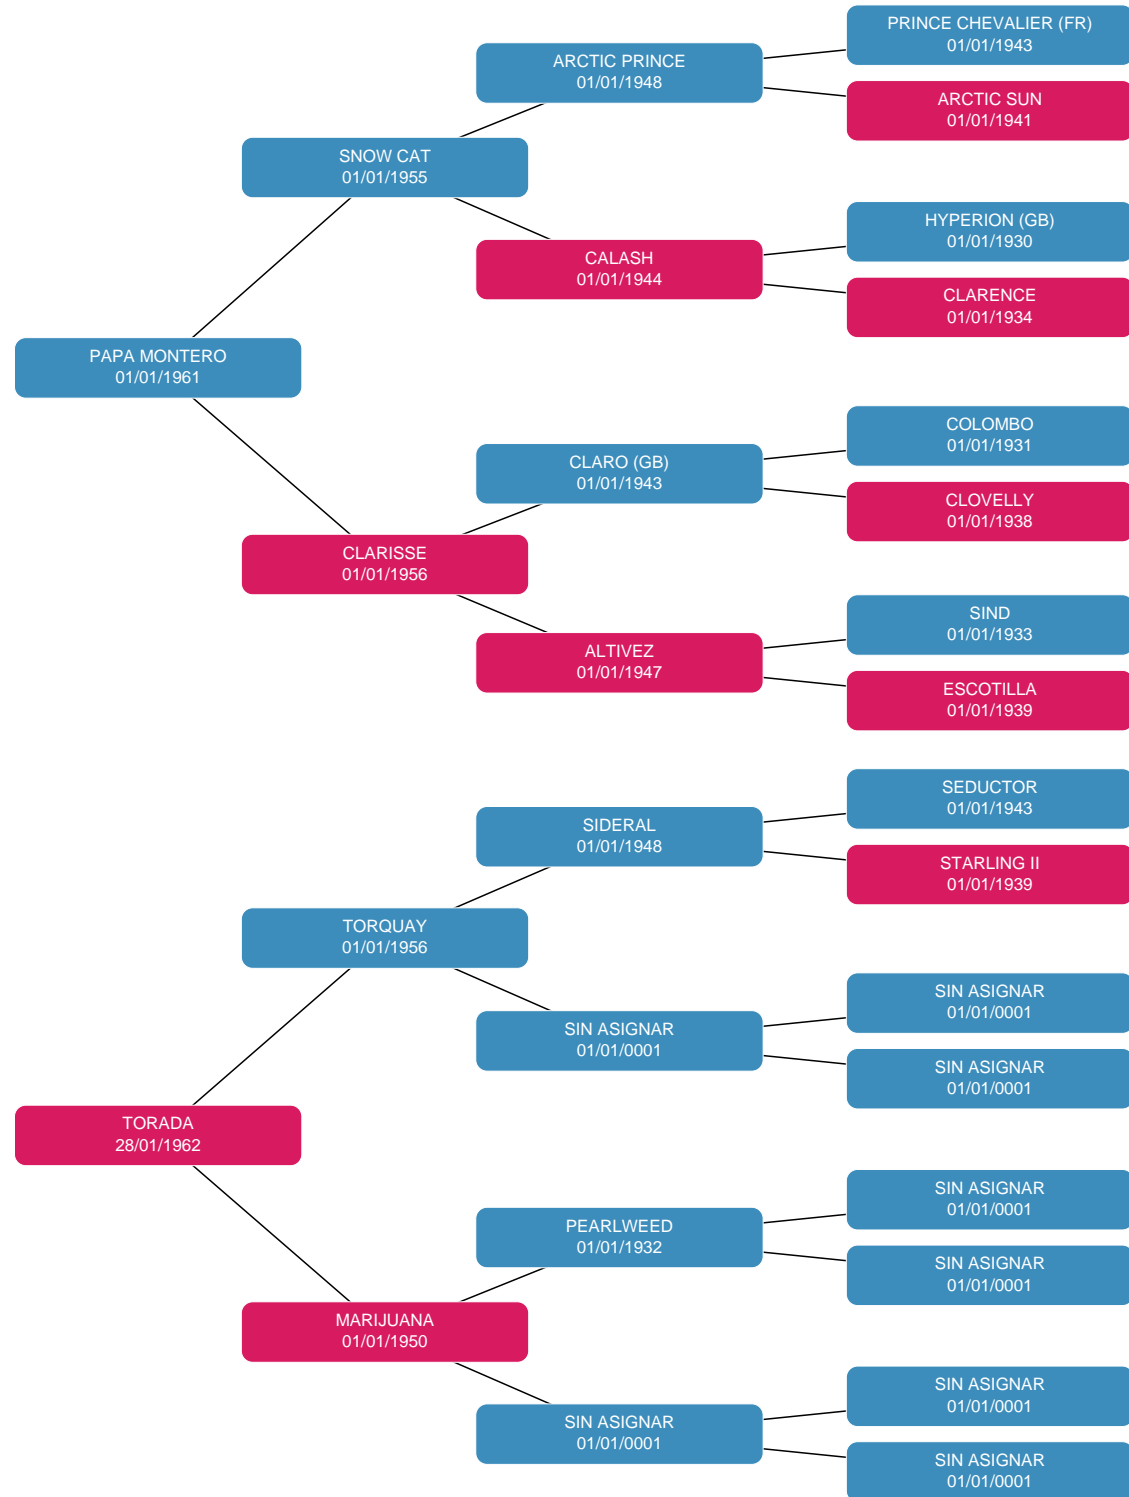 PRINCE CHEVALIER (FR)
01/01/1943
ARCTIC PRINCE
01/01/1948
ARCTIC SUN
01/01/1941
SNOW CAT
01/01/1955
HYPERION (GB)
01/01/1930
CALASH
01/01/1944
CLARENCE
01/01/1934
PAPA MONTERO
01/01/1961
COLOMBO
01/01/1931
CLARO (GB)
01/01/1943
CLOVELLY
01/01/1938
CLARISSE
01/01/1956
SIND
01/01/1933
ALTIVEZ
01/01/1947
ESCOTILLA
01/01/1939
SEDUCTOR
01/01/1943
SIDERAL
01/01/1948
STARLING II
01/01/1939
TORQUAY
01/01/1956
SIN ASIGNAR
01/01/0001
SIN ASIGNAR
01/01/0001
SIN ASIGNAR
01/01/0001
TORADA
28/01/1962
SIN ASIGNAR
01/01/0001
PEARLWEED
01/01/1932
SIN ASIGNAR
01/01/0001
MARIJUANA
01/01/1950
SIN ASIGNAR
01/01/0001
SIN ASIGNAR
01/01/0001
SIN ASIGNAR
01/01/0001